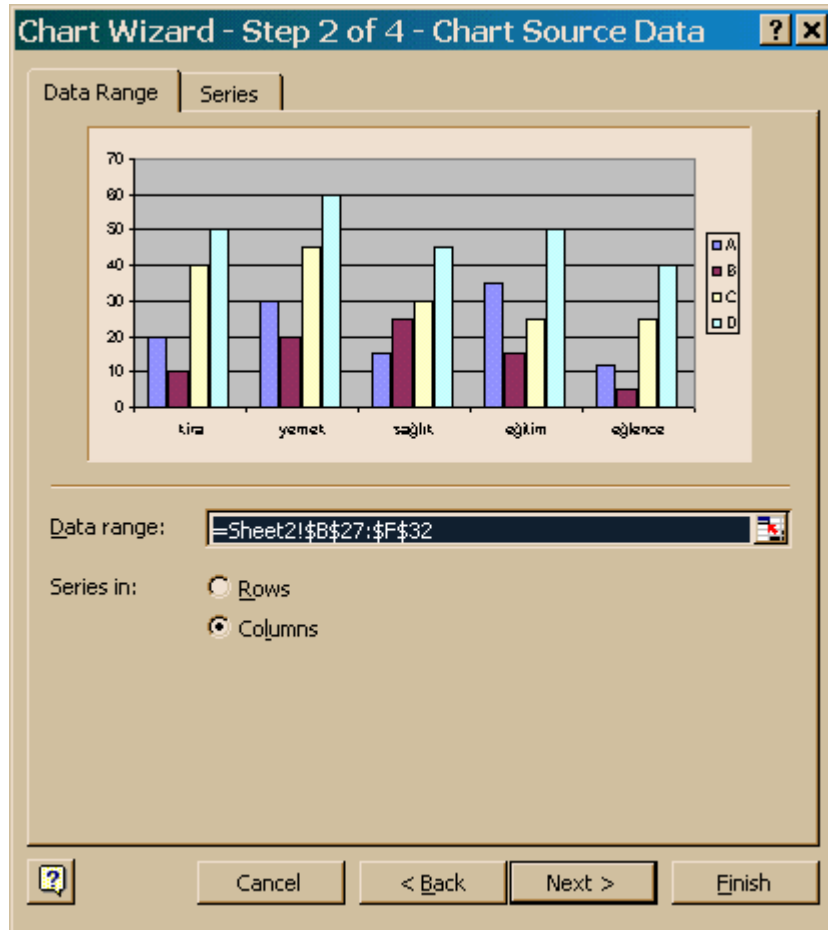 Chart Wizard - Step 2 of 4 - Chart Source Data
Data Range Series
70
60
50
40
30
20
10
0
kira yemek sağlık eğitim eğlence
A
B
C
D
Data range: =Sheet2!$B$27:$F$32
Series in: Rows
Columns
Cancel < Back Next > Finish